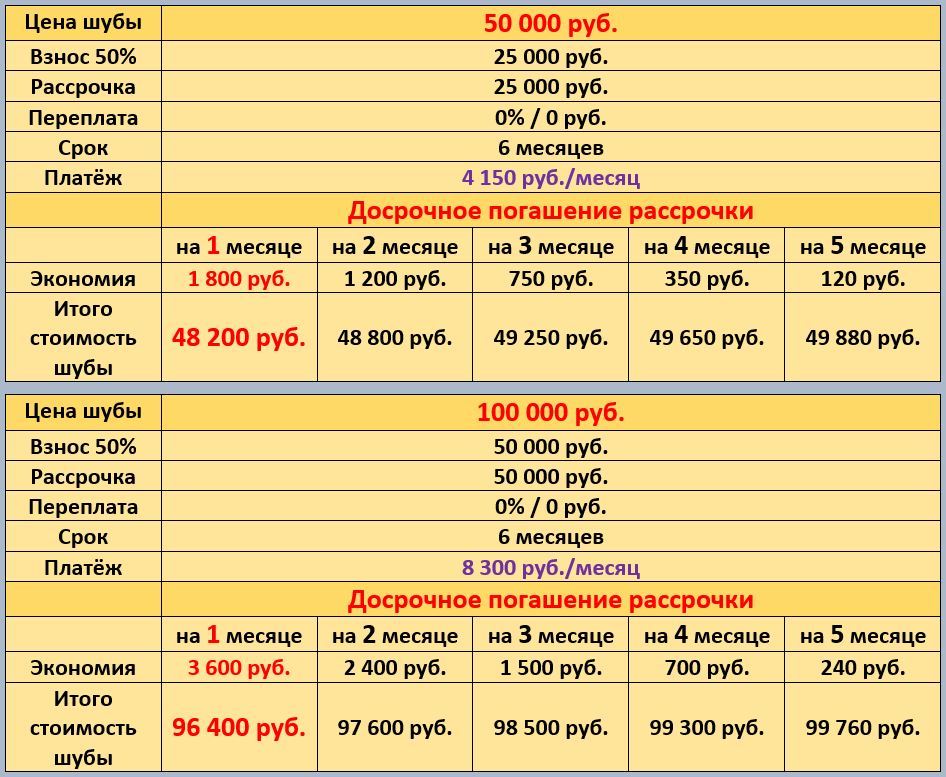 Цена шубы 50 000 руб.
Взнос 50% 25 000 руб.
Рассрочка 25 000 руб.
Переплата 0% / 0 руб.
Срок 6 месяцев
Платёж 4 150 руб./месяц
Досрочное погашение рассрочки
на 1 месяце на 2 месяце на 3 месяце на 4 месяце на 5 месяце
Экономия 1 800 руб. 1 200 руб. 750 руб. 350 руб. 120 руб.
Итого
стоимость 48 200 руб. 48 800 руб. 49 250 руб. 49 650 руб. 49 880 руб.
шубы
Цена шубы 100 000 руб.
Взнос 50% 50 000 руб.
Рассрочка 50 000 руб.
Переплата 0% / 0 руб.
Срок 6 месяцев
Платёж 8 300 руб./месяц
Досрочное погашение рассрочки
на 1 месяце на 2 месяце на 3 месяце на 4 месяце на 5 месяце
Экономия 3 600 руб. 2 400 руб. 1 500 руб. 700 руб. 240 руб.
Итого
стоимость 96 400 руб. 97 600 руб. 98 500 руб. 99 300 руб. 99 760 руб.
шубы